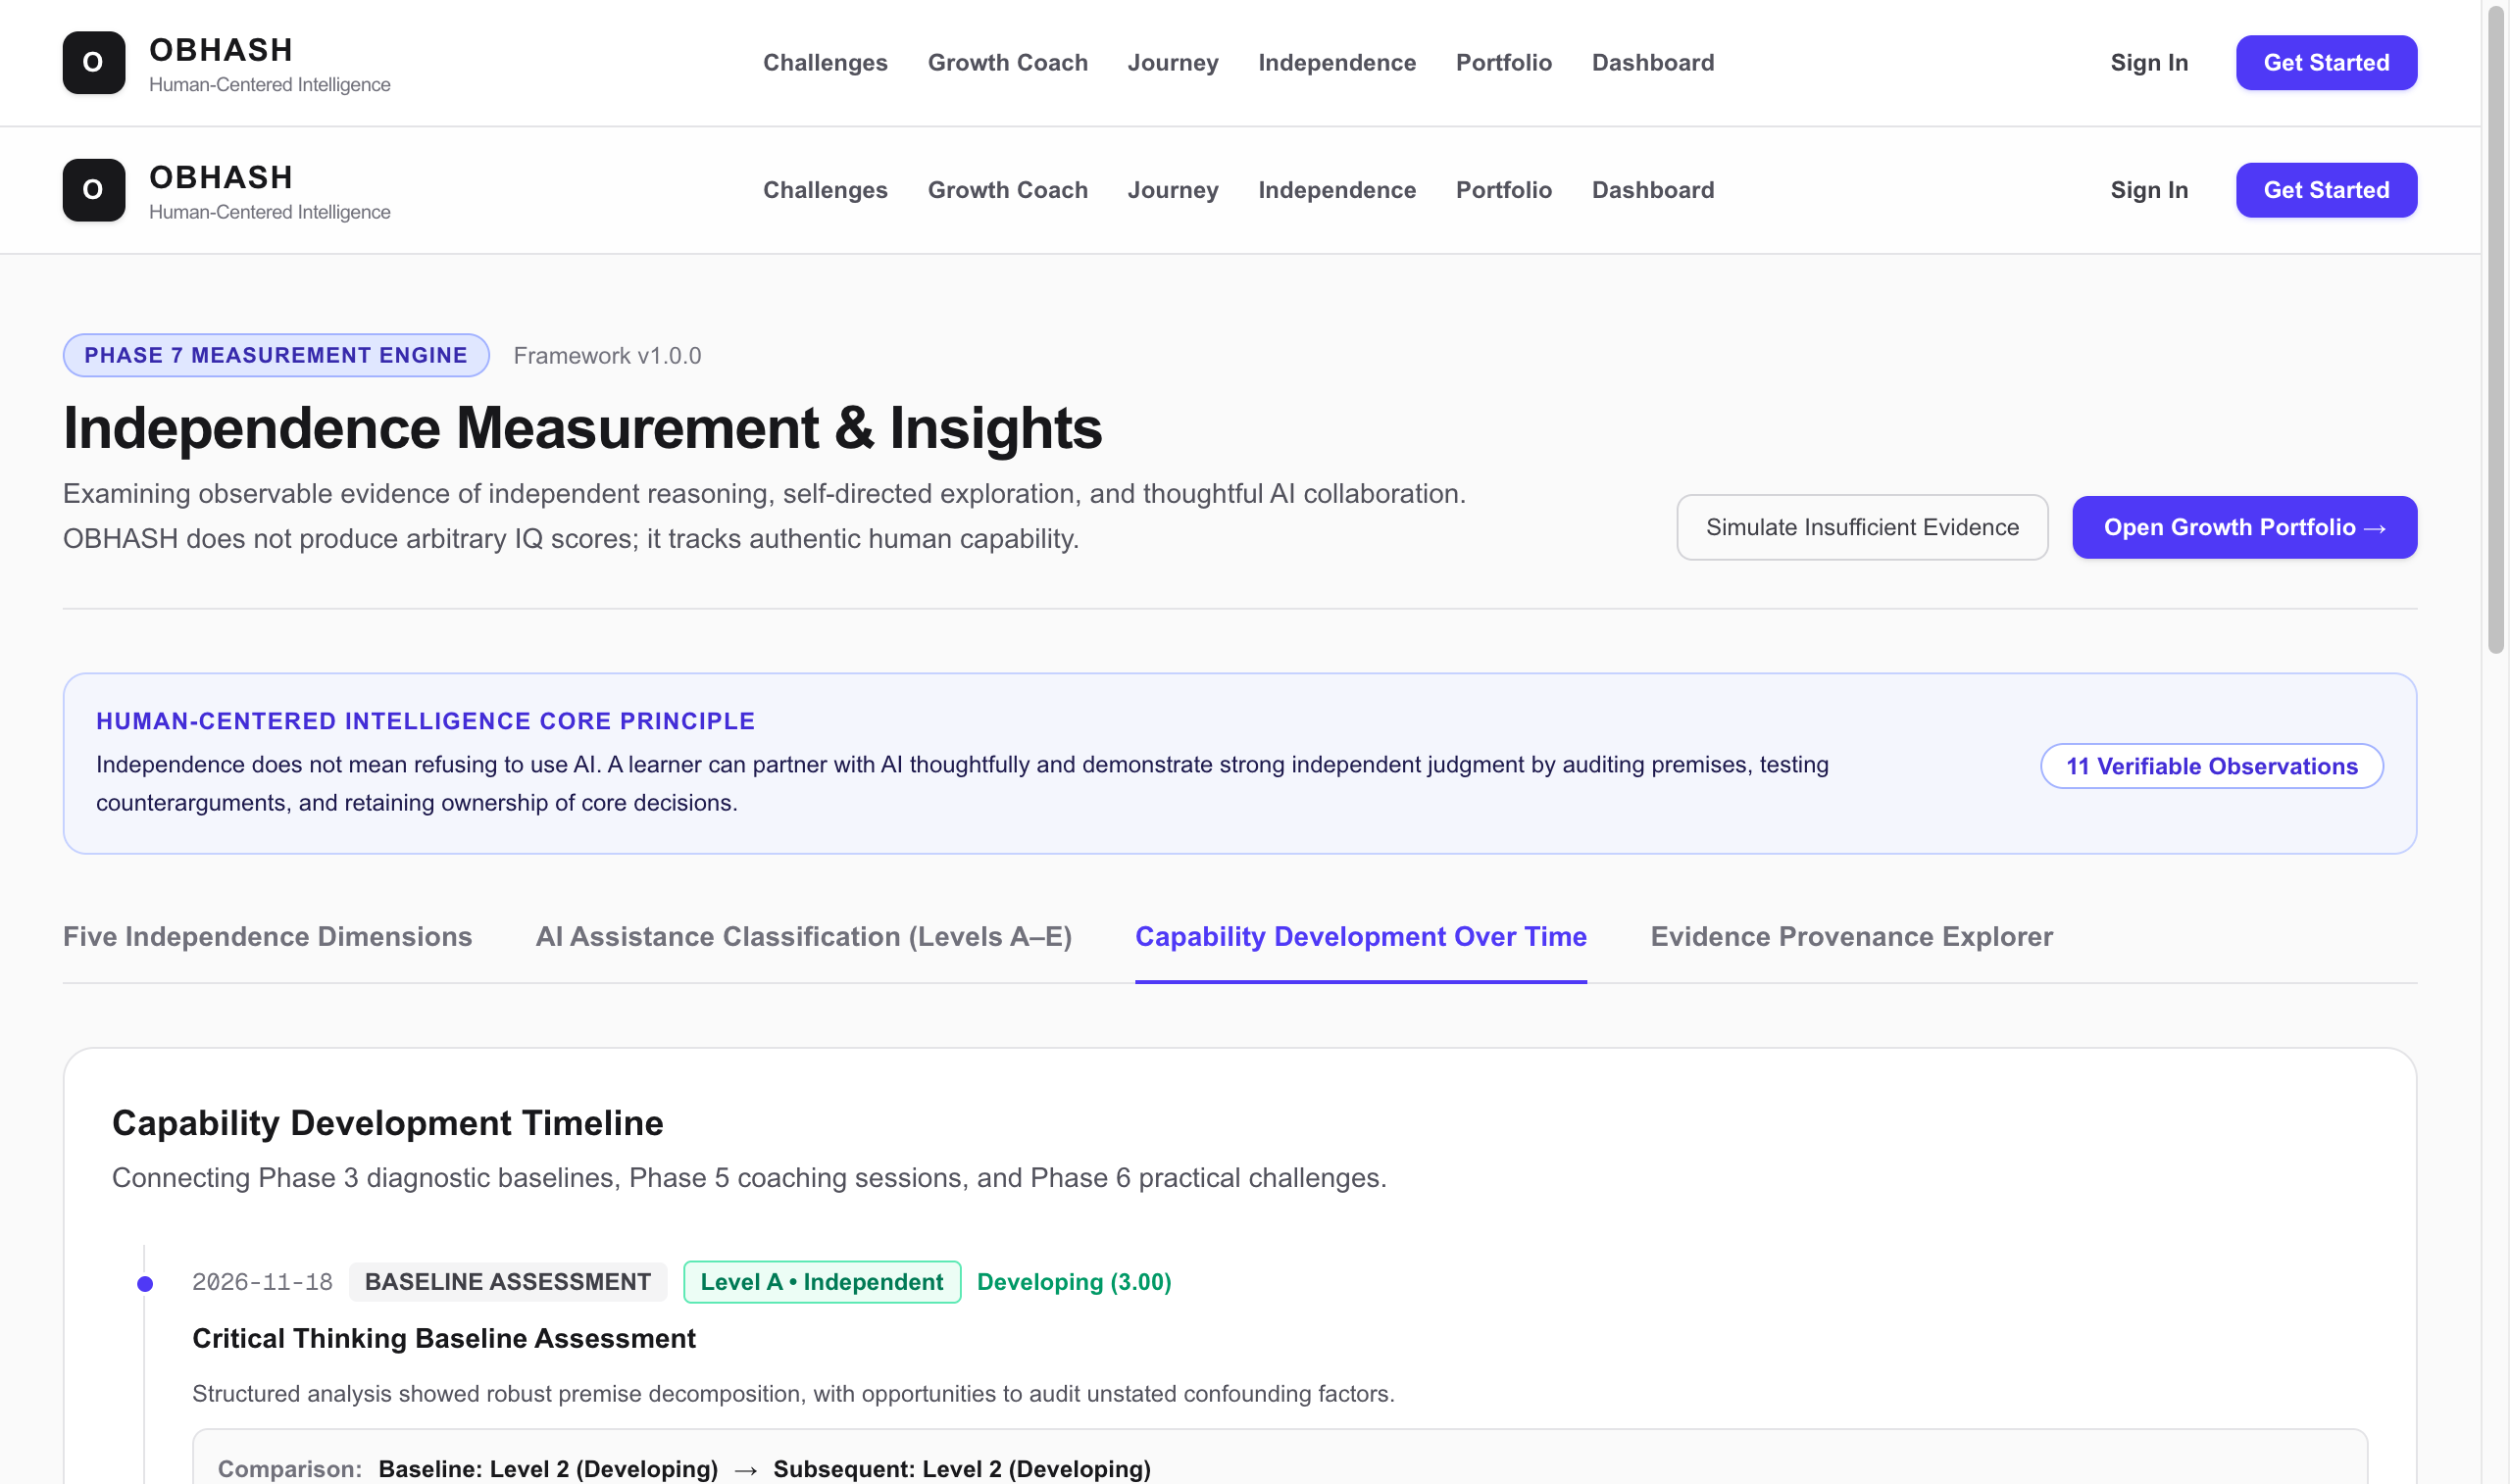 O
OBHASH
Human-Centered Intelligence
Challenges Growth Coach Journey Independence Portfolio Dashboard
Sign In
Get Started
O
OBHASH
Human-Centered Intelligence
Challenges Growth Coach Journey Independence Portfolio Dashboard
Sign In
Get Started
PHASE 7 MEASUREMENT ENGINE Framework v1.0.0
Independence Measurement & Insights
Examining observable evidence of independent reasoning, self-directed exploration, and thoughtful AI collaboration.
OBHASH does not produce arbitrary IQ scores; it tracks authentic human capability.
Simulate Insufficient Evidence
Open Growth Portfolio →
HUMAN-CENTERED INTELLIGENCE CORE PRINCIPLE
Independence does not mean refusing to use AI. A learner can partner with AI thoughtfully and demonstrate strong independent judgment by auditing premises, testing
counterarguments, and retaining ownership of core decisions.
11 Verifiable Observations
Five Independence Dimensions AI Assistance Classification (Levels A–E) Capability Development Over Time Evidence Provenance Explorer
Capability Development Timeline
Connecting Phase 3 diagnostic baselines, Phase 5 coaching sessions, and Phase 6 practical challenges.
2026-11-18 BASELINE ASSESSMENT Level A • Independent Developing (3.00)
Critical Thinking Baseline Assessment
Structured analysis showed robust premise decomposition, with opportunities to audit unstated confounding factors.
Comparison: Baseline: Level 2 (Developing) → Subsequent: Level 2 (Developing)